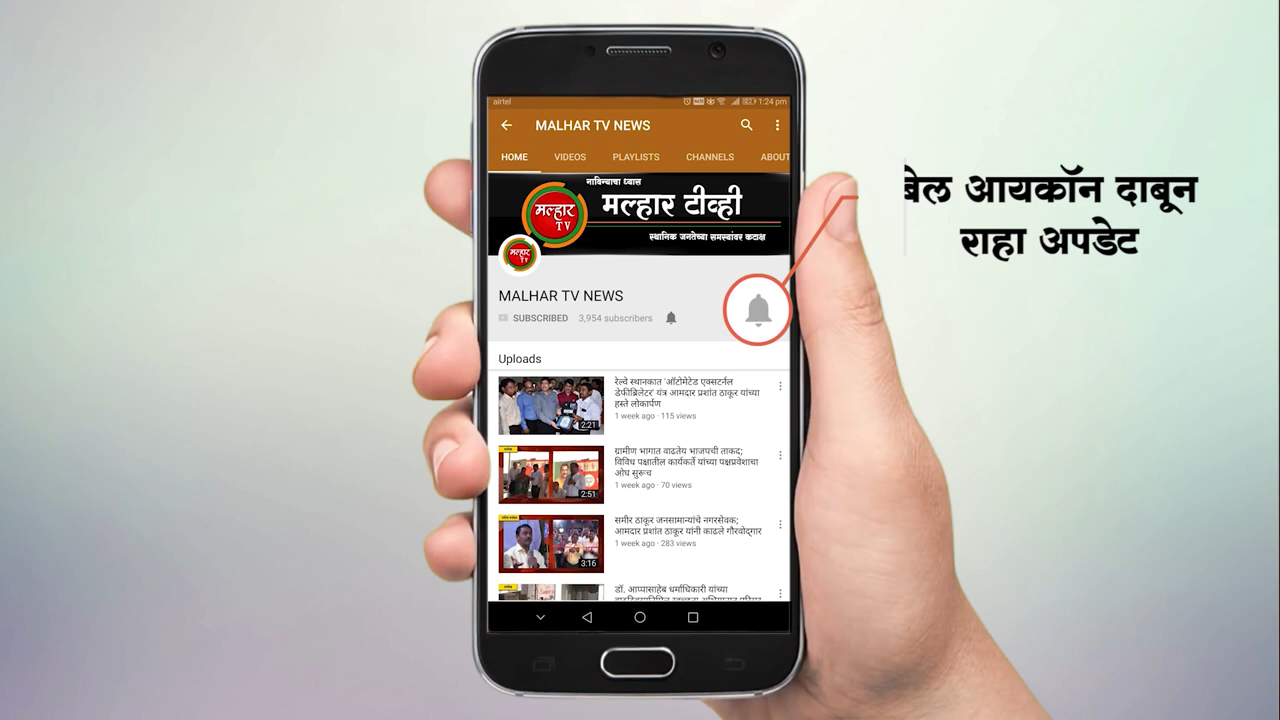 airtel
1:24 pm
MALHAR TV NEWS
HOME VIDEOS PLAYLISTS CHANNELS ABOUT
नाविन्याचा ध्यास
मल्हार टीव्ही
मल्हार
TV
स्थानिक जनतेच्या समस्यांवर कटाक्ष
मल्हार
TV
MALHAR TV NEWS
SUBSCRIBED 3,954 subscribers
बेल आयकॉन दाबून
राहा अपडेट
Uploads
रेल्वे स्थानकात 'ऑटोमेटेड एक्सटर्नल
डेफीब्रिलेटर' यंत्र आमदार प्रशांत ठाकूर यांच्या
हस्ते लोकार्पण
1 week ago · 115 views
2:21
ग्रामीण भागात वाढतेय भाजपची ताकद;
विविध पक्षातील कार्यकर्ते यांच्या पक्षप्रवेशाचा
ओघ सुरूच
1 week ago · 70 views
2:51
समीर ठाकूर जनसामान्यांचे नगरसेवक;
आमदार प्रशांत ठाकूर यांनी काढले गौरवोद्गार
1 week ago · 283 views
3:16
डॉ. आप्पासाहेब धर्माधिकारी यांच्या